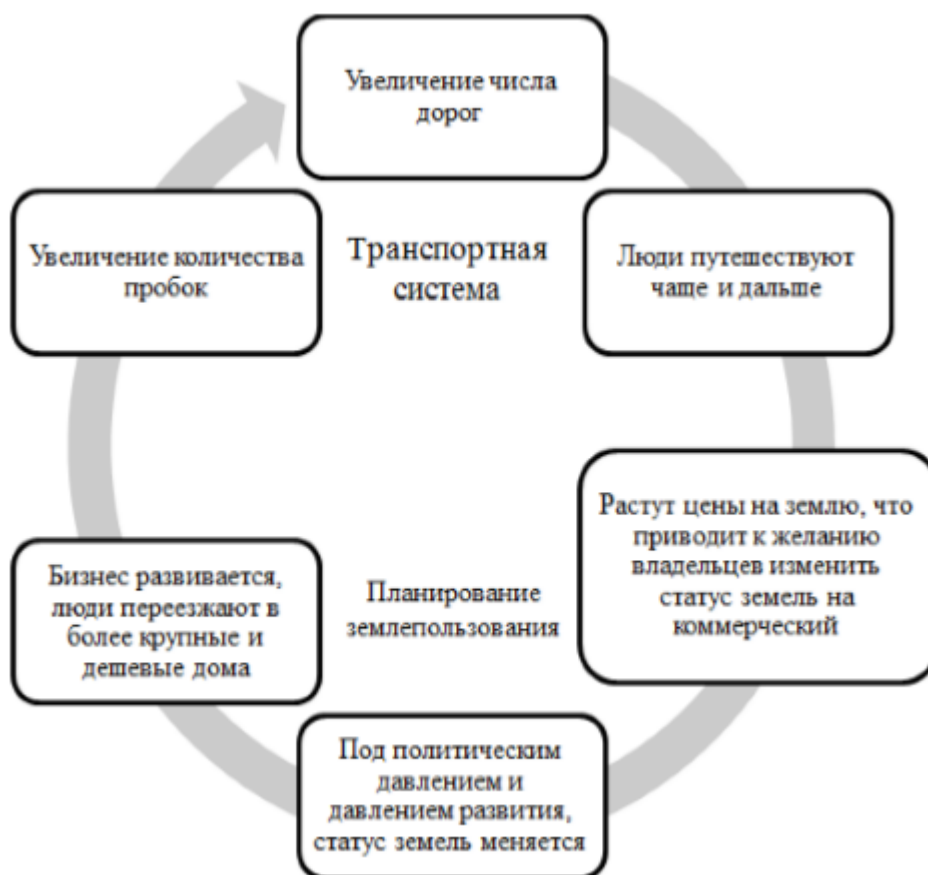 Увеличение числа
дорог
Увеличение количества
пробок
Транспортная
система
Люди путешествуют
чаще и дальше
Растут цены на землю, что
приводит к желанию
владельцев изменить
статус земель на
коммерческий
Бизнес развивается,
люди переезжают в
более крупные и
дешевые дома
Планирование
землепользования
Под политическим
давлением и
давлением развития,
статус земель меняется